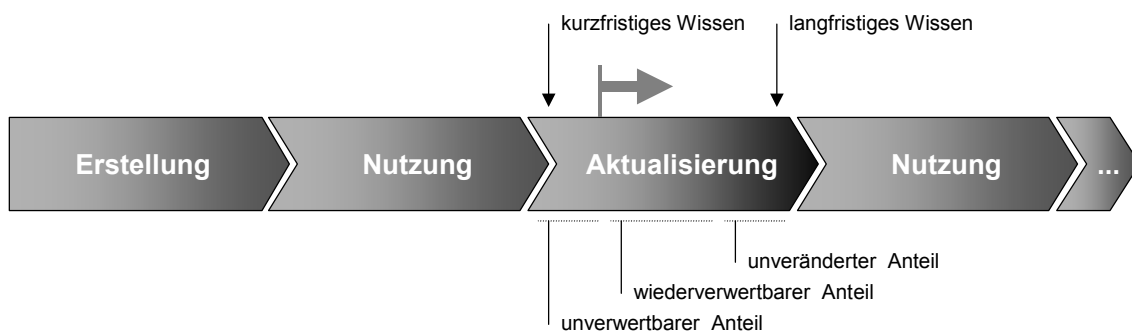 kurzfristiges Wissen
langfristiges Wissen
Erstellung
Nutzung
Aktualisierung
Nutzung
...
unveränderter Anteil
wiederverwertbarer Anteil
unverwertbarer Anteil